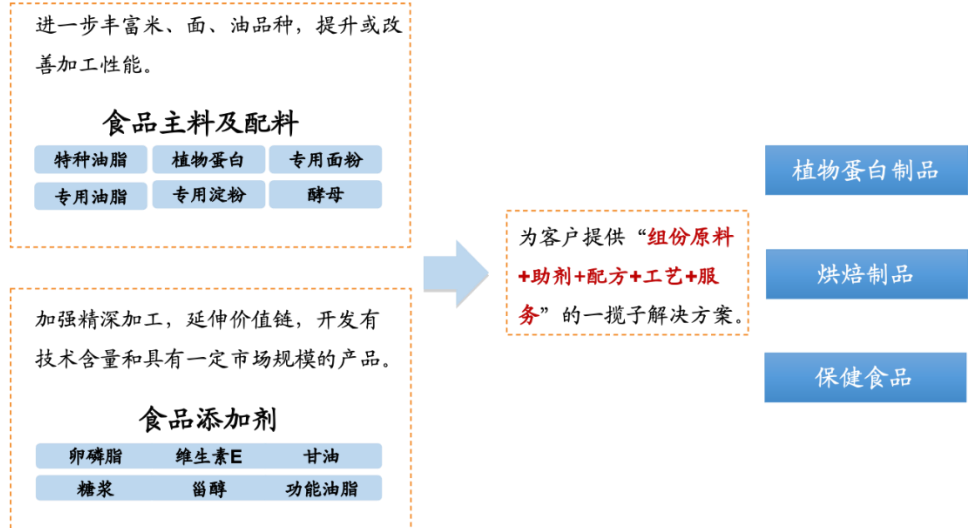 进一步丰富米、面、油品种，提升或改
善加工性能。
食品主料及配料
特种油脂 植物蛋白 专用面粉
专用油脂 专用淀粉 酵母
加强精深加工，延伸价值链，开发有
技术含量和具有一定市场规模的产品。
食品添加剂
卵磷脂 维生素E 甘油
糖浆 甾醇 功能油脂
为客户提供“组份原料
+助剂+配方+工艺+服
务”的一揽子解决方案。
植物蛋白制品
烘焙制品
保健食品